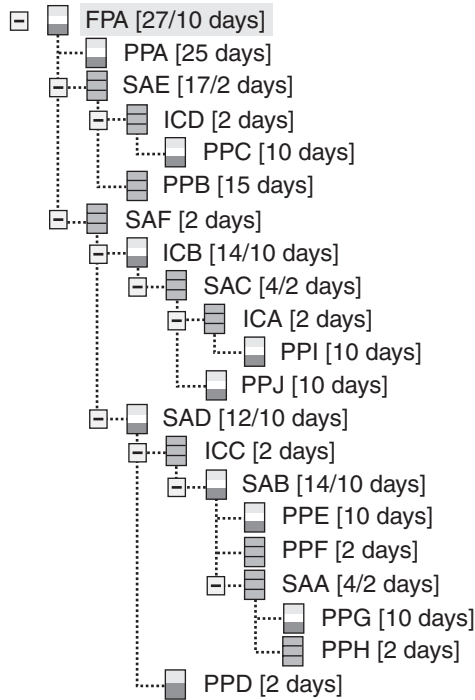 FPA [27/10 days]
PPA [25 days]
SAE [17/2 days]
ICD [2 days]
PPC [10 days]
PPB [15 days]
SAF [2 days]
ICB [14/10 days]
SAC [4/2 days]
ICA [2 days]
PPI [10 days]
PPJ [10 days]
SAD [12/10 days]
ICC [2 days]
SAB [14/10 days]
PPE [10 days]
PPF [2 days]
SAA [4/2 days]
PPG [10 days]
PPH [2 days]
PPD [2 days]